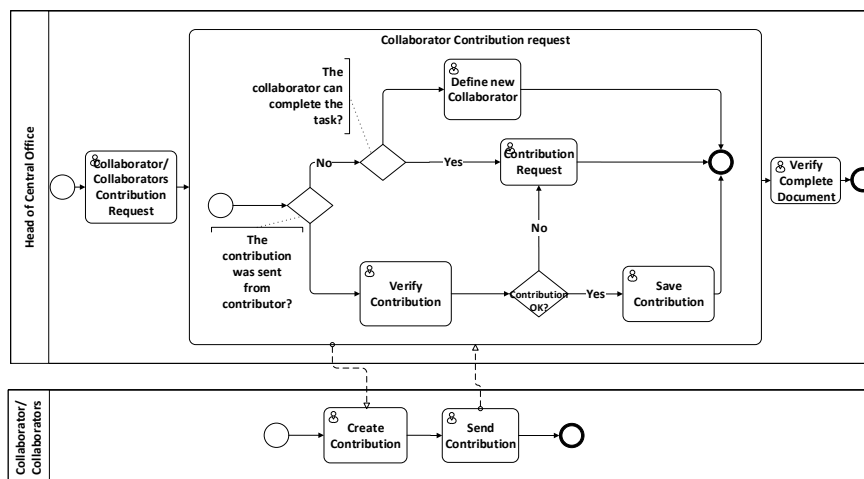 Head of Central Office
Collaborator/
Collaborators
Contribution
Request
Collaborator Contribution request
The
collaborator can
complete the
task?
Define new
Collaborator
No
Yes
Contribution
Request
The
contribution
was sent
from
contributor?
No
Verify
Contribution
Contribution
OK?
Yes
Save
Contribution
Verify
Complete
Document
Collaborator/
Collaborators
Create
Contribution
Send
Contribution